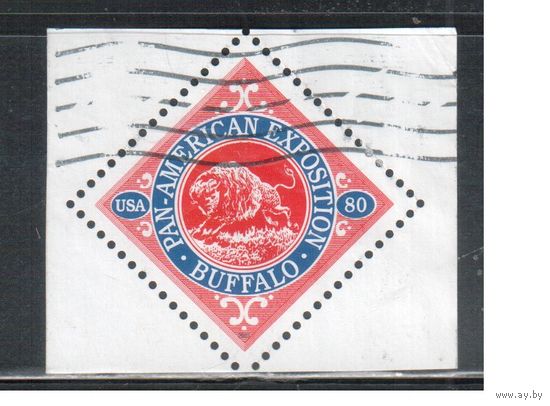 PAN-AMERICAN EXPOSITION
USA
80
· BUFFALO ·
www.ay.by